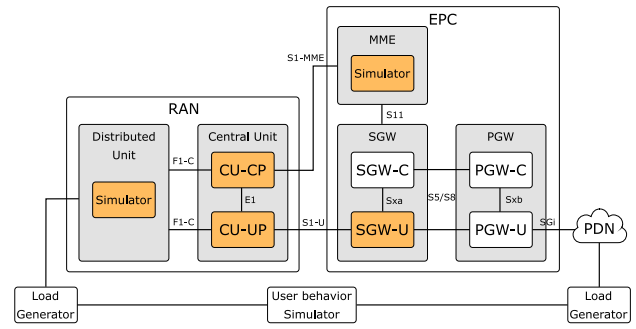 EPC
MME
S1-MME
Simulator
RAN
S11
Distributed
Unit
Central Unit
SGW
PGW
F1-C
CU-CP
SGW-C
PGW-C
Simulator
E1
Sxa
S5/S8
Sxb
F1-C
CU-UP
S1-U
SGW-U
PGW-U
SGi
PDN
Load
Generator
User behavior
Simulator
Load
Generator